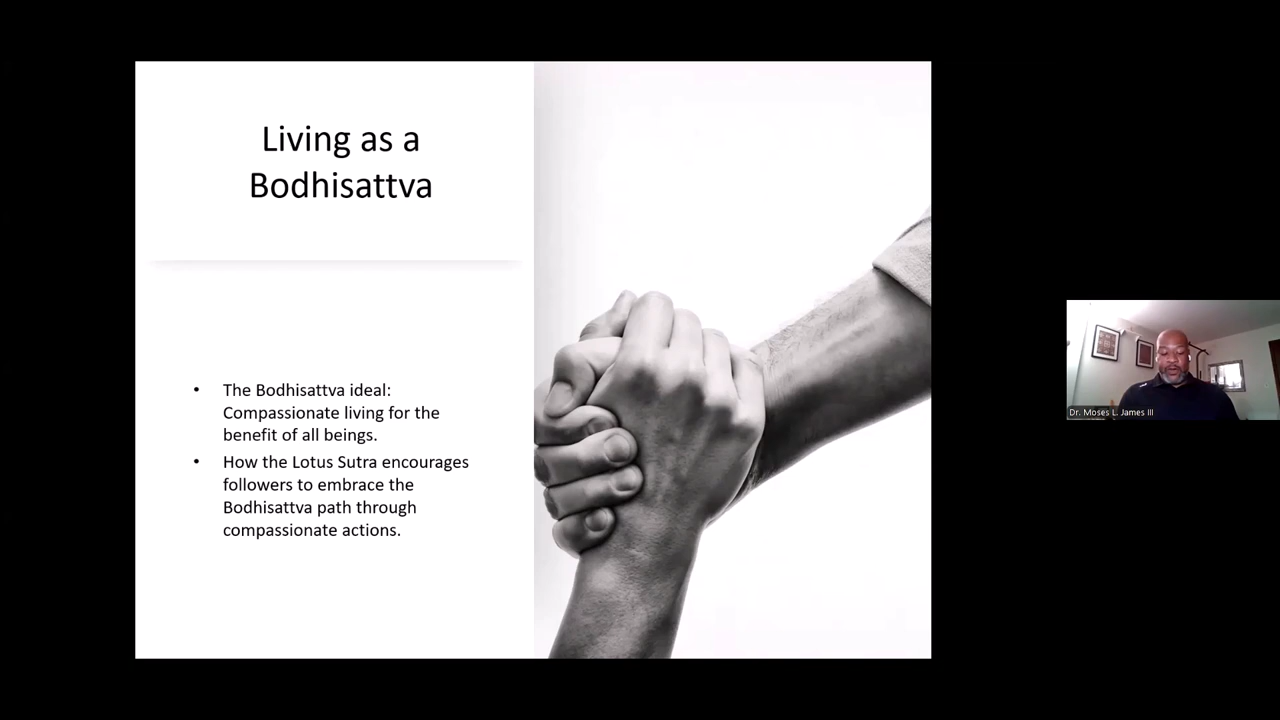 Living as a
Bodhisattva
• The Bodhisattva ideal:
Compassionate living for the
benefit of all beings.
• How the Lotus Sutra encourages
followers to embrace the
Bodhisattva path through
compassionate actions.
Dr. Moses L. James III